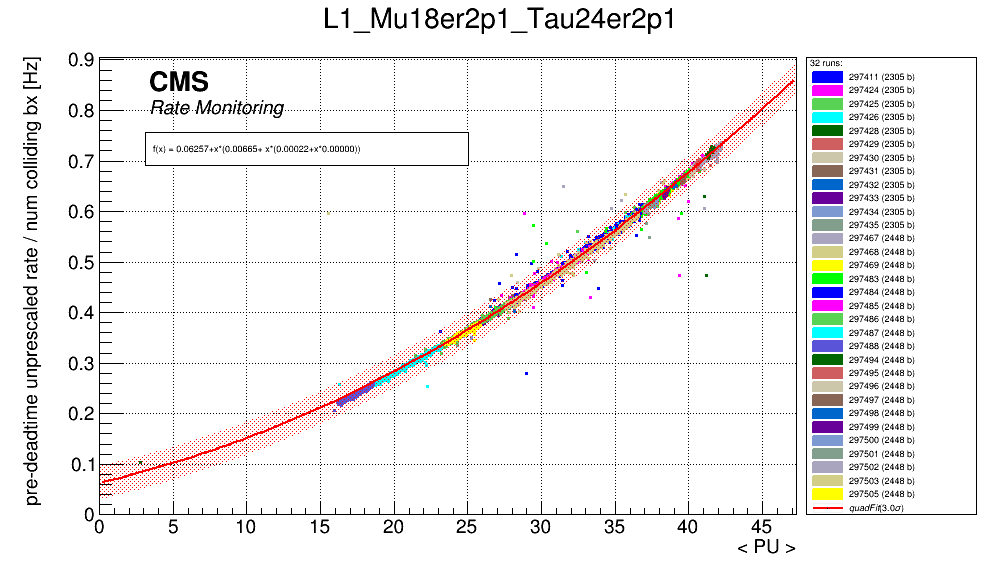 L1_Mu18er2p1_Tau24er2p1
pre-deadtime unprescaled rate / num colliding bx [Hz]
0.9
0.8
0.7
0.6
0.5
0.4
0.3
0.2
0.1
0
CMS
Rate Monitoring
f(x) = 0.06257+x*(0.00665+ x*(0.00022+x*0.00000))
0 5 10 15 20 25 30 35 40 45
< PU >
32 runs:
297411 (2305 b)
297424 (2305 b)
297425 (2305 b)
297426 (2305 b)
297428 (2305 b)
297429 (2305 b)
297430 (2305 b)
297431 (2305 b)
297432 (2305 b)
297433 (2305 b)
297434 (2305 b)
297435 (2305 b)
297467 (2448 b)
297468 (2448 b)
297469 (2448 b)
297483 (2448 b)
297484 (2448 b)
297485 (2448 b)
297486 (2448 b)
297487 (2448 b)
297488 (2448 b)
297494 (2448 b)
297495 (2448 b)
297496 (2448 b)
297497 (2448 b)
297498 (2448 b)
297499 (2448 b)
297500 (2448 b)
297501 (2448 b)
297502 (2448 b)
297503 (2448 b)
297505 (2448 b)
quadFit(3.0σ)